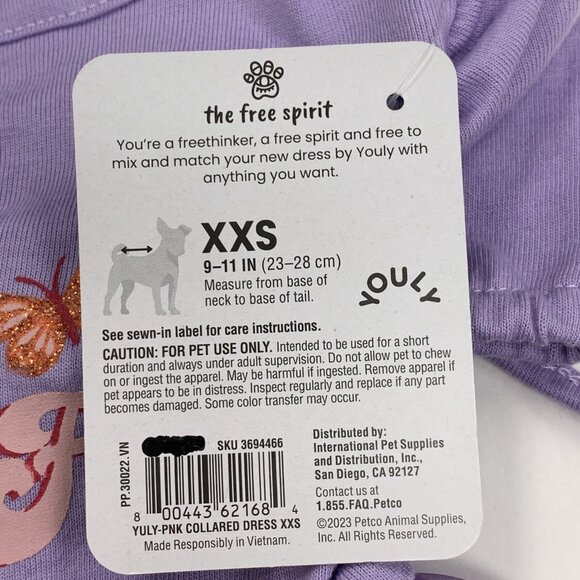 the free spirit
You're a freethinker, a free spirit and free to
mix and match your new dress by Youly with
anything you want.
XXS
9–11 IN (23–28 cm)
Measure from base of
neck to base of tail.
YOULY
See sewn-in label for care instructions.
CAUTION: FOR PET USE ONLY. Intended to be used for a short
duration and always under adult supervision. Do not allow pet to chew
on or ingest the apparel. May be harmful if ingested. Remove apparel if
pet appears to be in distress. Inspect regularly and replace if any part
becomes damaged. Some color transfer may occur.
PP.30022.VN
SKU 3694466
8 00443 62168 4
YULY-PNK COLLARED DRESS XXS
Made Responsibly in Vietnam.
Distributed by:
International Pet Supplies
and Distribution, Inc.,
San Diego, CA 92127
Contact us at
1.855.FAQ.Petco
©2023 Petco Animal Supplies,
Inc. All rights reserved.